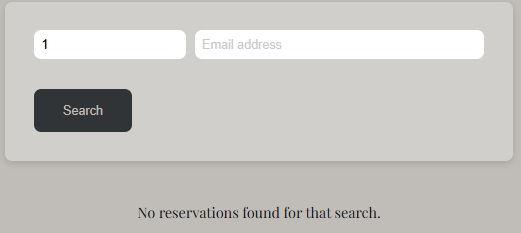 1 Email address
Search
No reservations found for that search.